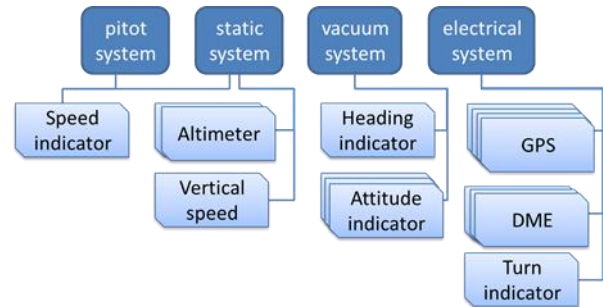 pitot
system
static
system
vacuum
system
electrical
system
Speed
indicator
Altimeter
Vertical
speed
Heading
indicator
Attitude
indicator
GPS
DME
Turn
indicator